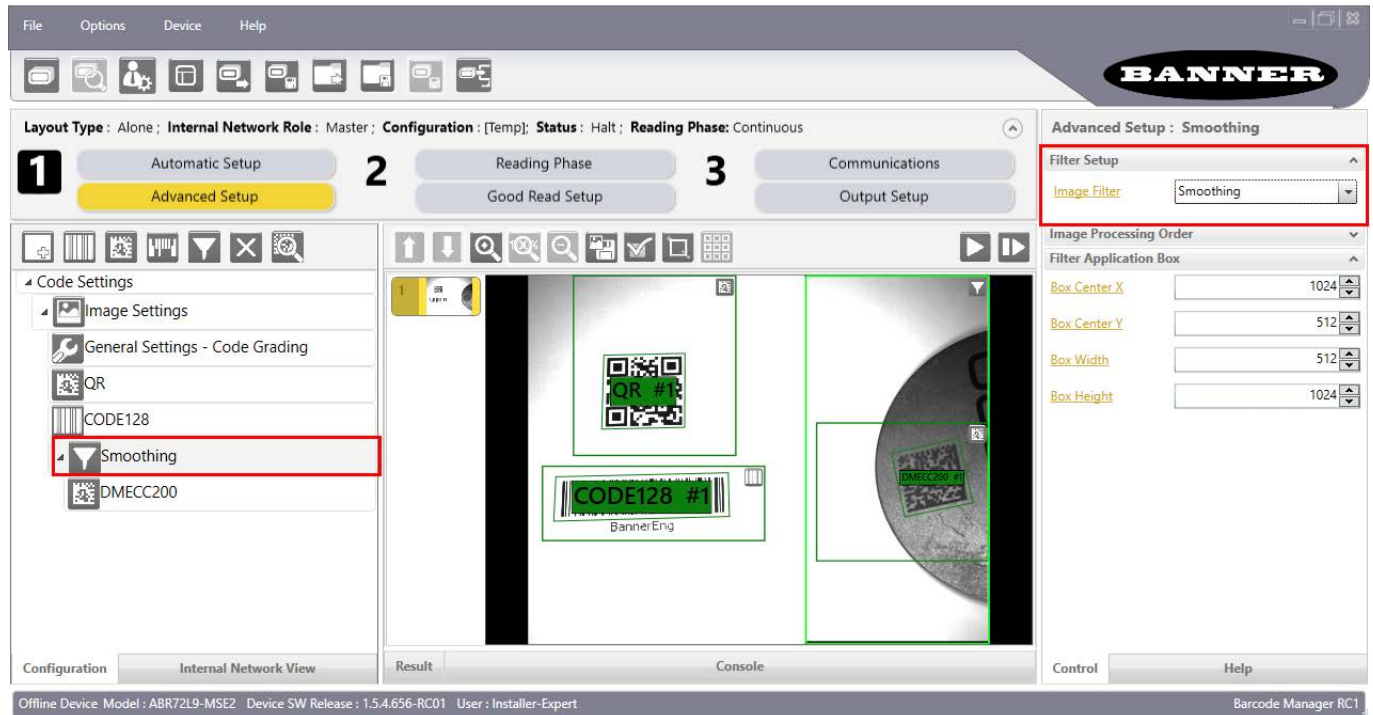 File Options Device Help
BANNER
Layout Type : Alone ; Internal Network Role : Master ; Configuration : [Temp]; Status : Halt ; Reading Phase: Continuous
1 Automatic Setup 2 Reading Phase 3 Communications
Advanced Setup Good Read Setup Output Setup
Code Settings
Image Settings
General Settings - Code Grading
QR
CODE128
Smoothing
DMECC200
1
QR #1
CODE128 #1
BannerEng
DMECC200 #1
Advanced Setup : Smoothing
Filter Setup
Image Filter Smoothing
Image Processing Order
Filter Application Box
Box Center X 1024
Box Center Y 512
Box Width 512
Box Height 1024
Configuration Internal Network View Result Console Control Help
Offline Device Model : ABR72L9-MSE2 Device SW Release : 1.5.4.656-RC01 User : Installer-Expert Barcode Manager RC1